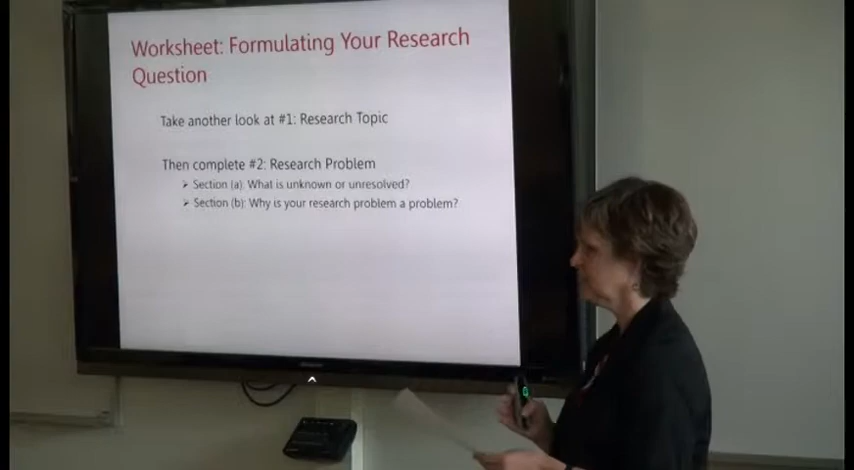 Worksheet: Formulating Your Research
Question
Take another look at #1: Research Topic
Then complete #2: Research Problem
➢ Section (a): What is unknown or unresolved?
➢ Section (b): Why is your research problem a problem?